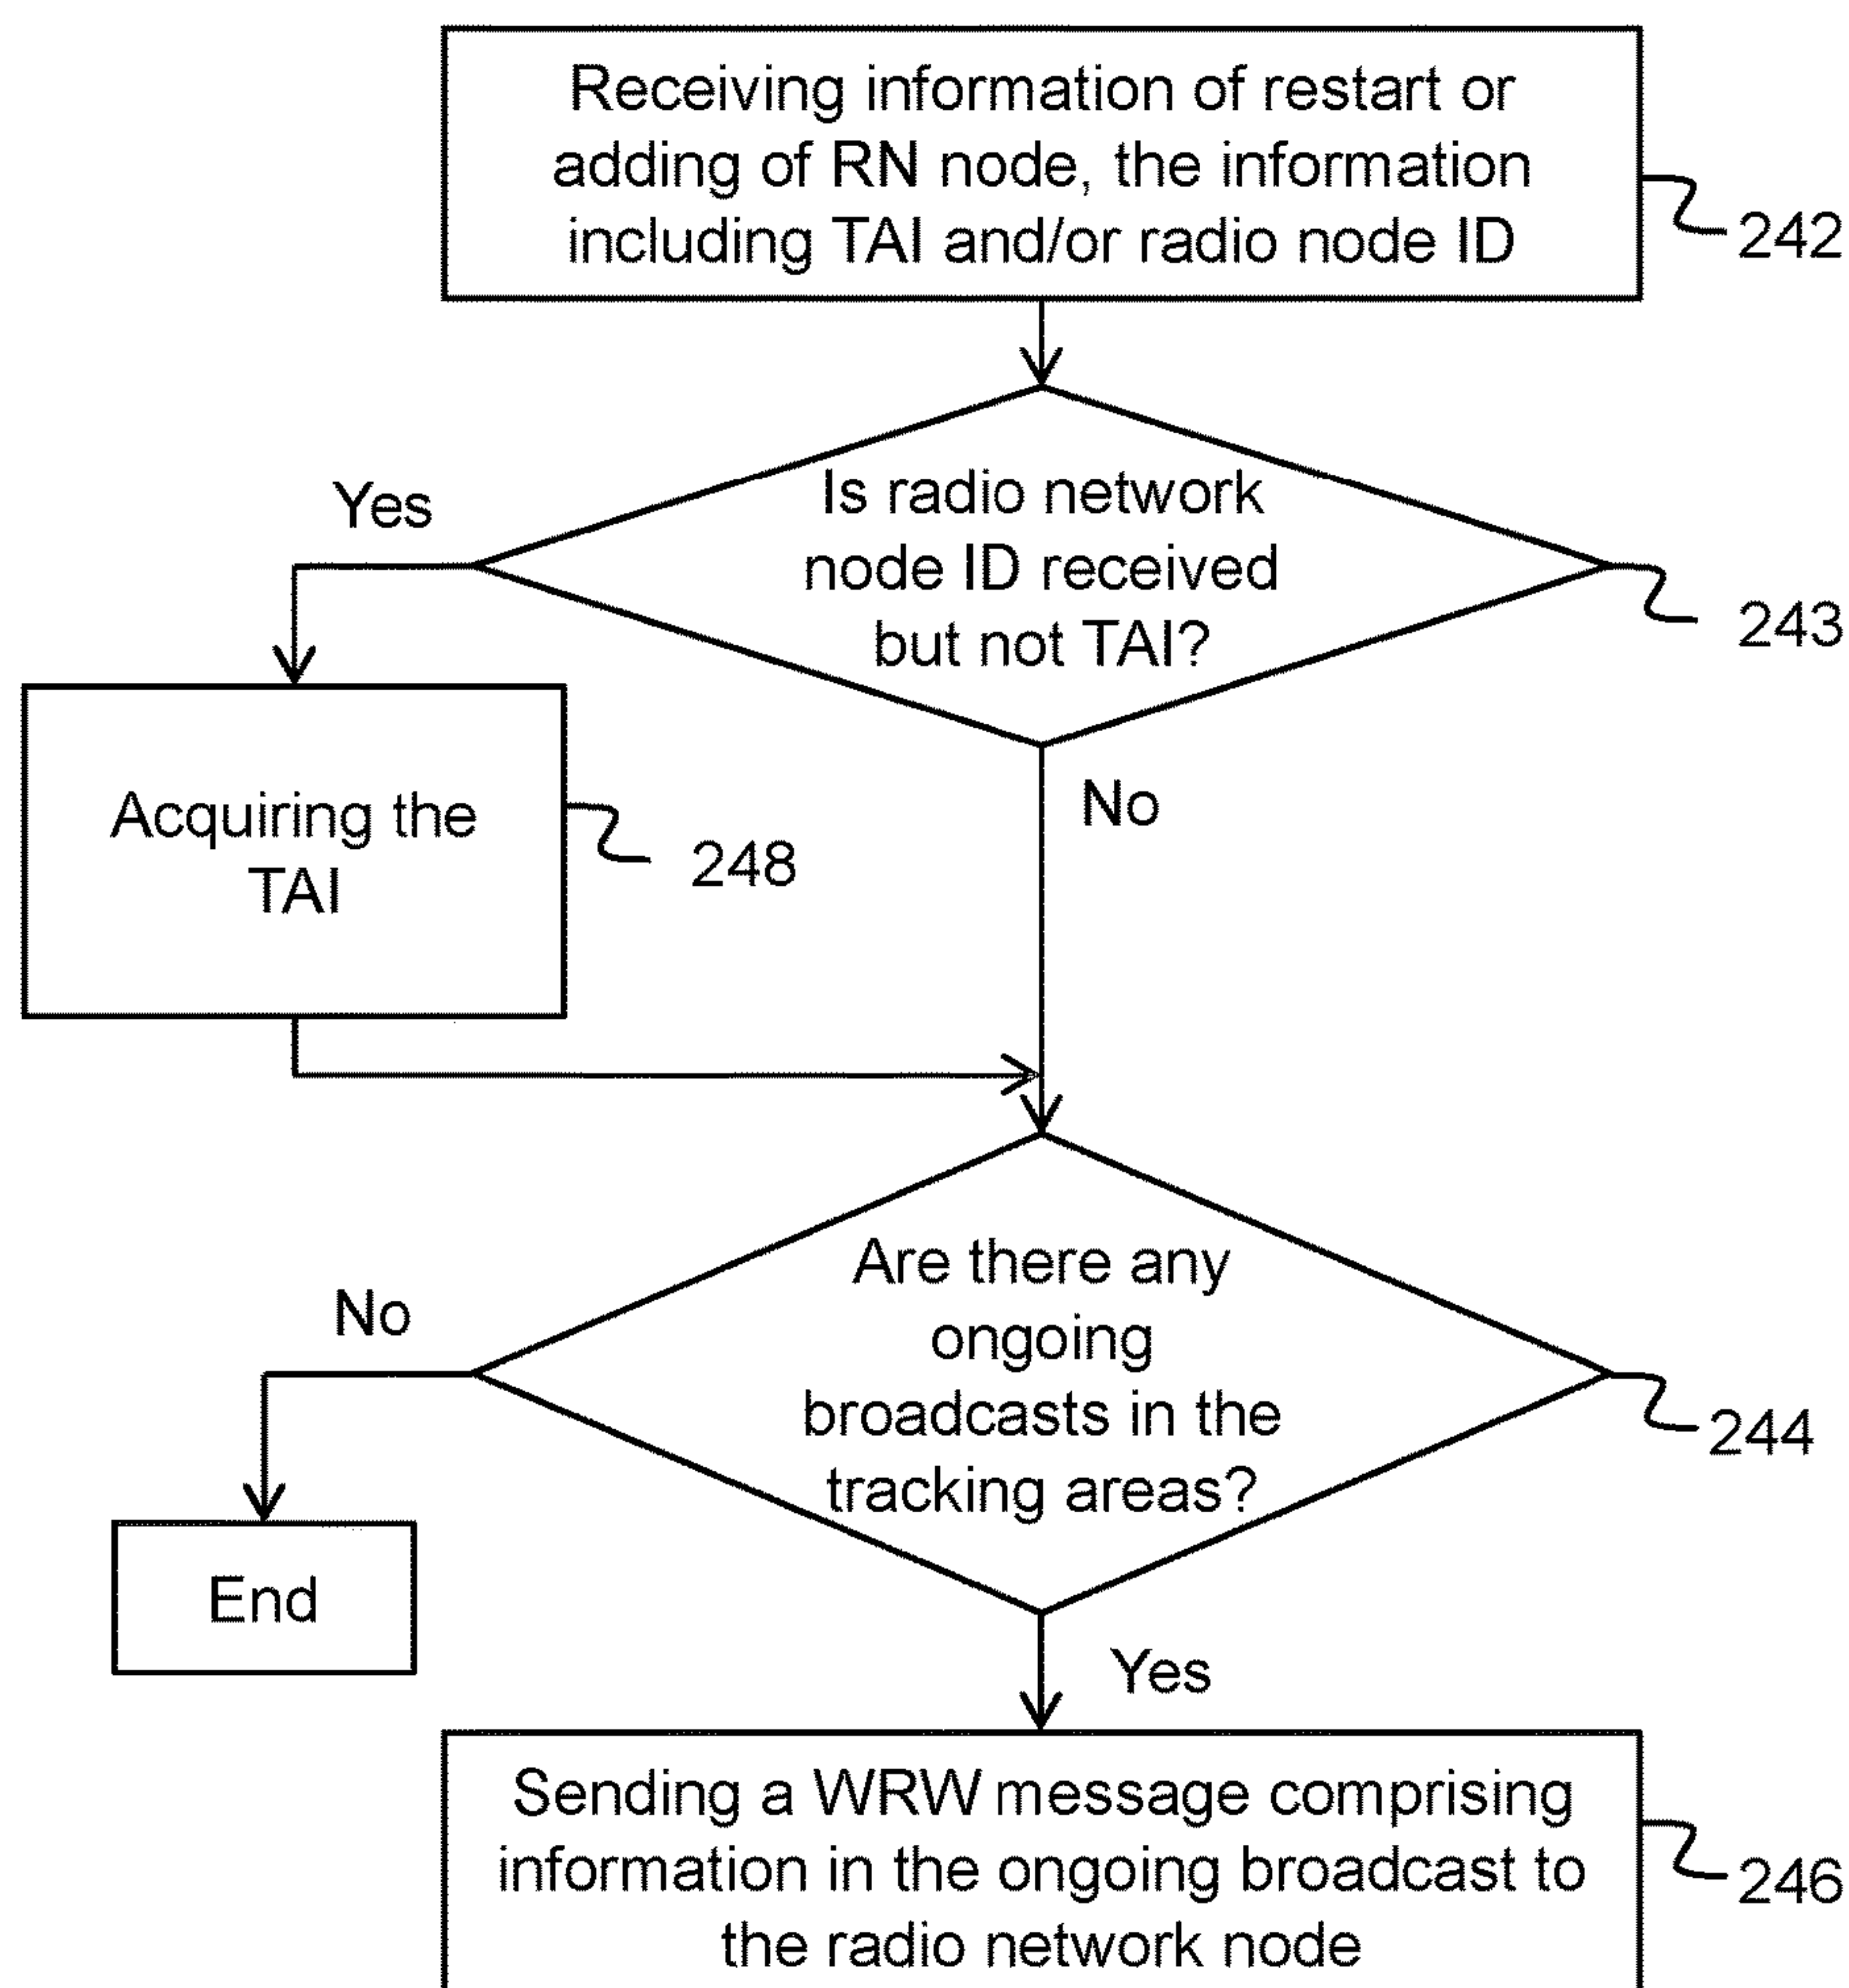 Receiving information of restart or
adding of RN node, the information
including TAI and/or radio node ID
242
Is radio network
node ID received
but not TAI?
243
Yes
No
Acquiring the
TAI
248
Are there any
ongoing
broadcasts in the
tracking areas?
244
No
End
Yes
Sending a WRW message comprising
information in the ongoing broadcast to
the radio network node
246